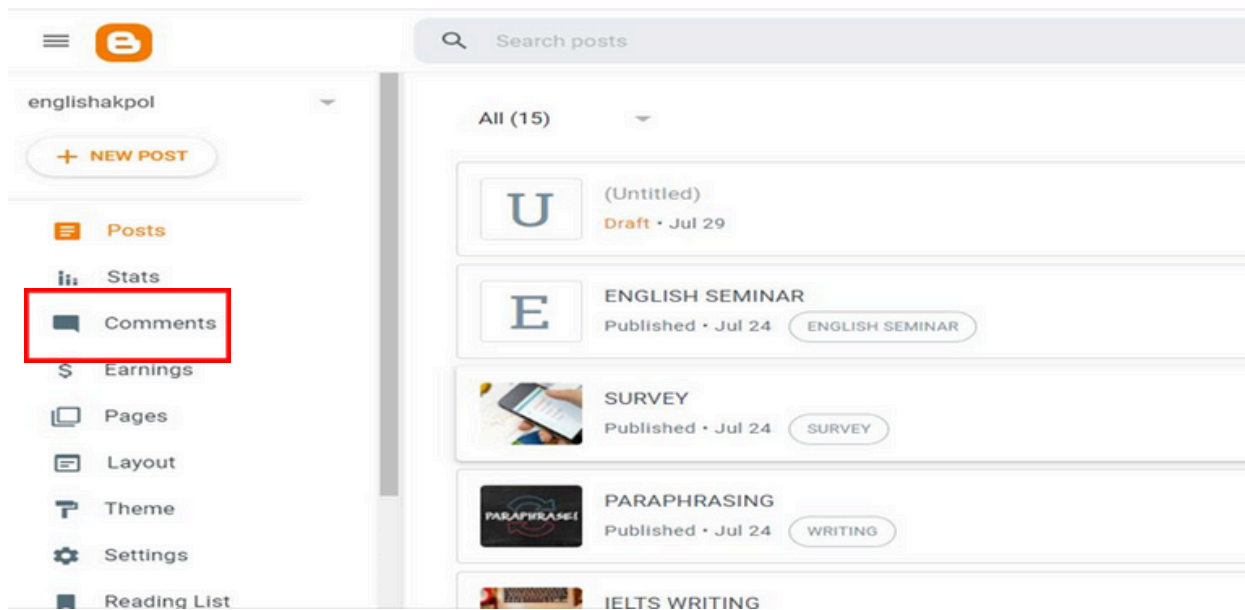 Search posts
englishakpol
+ NEW POST
Posts
Stats
Comments
Earnings
Pages
Layout
Theme
Settings
Reading List
All (15)
U
(Untitled)
Draft • Jul 29
E
ENGLISH SEMINAR
Published • Jul 24 ENGLISH SEMINAR
SURVEY
Published • Jul 24 SURVEY
PARAPHRASE
PARAPHRASING
Published • Jul 24 WRITING
IELTS WRITING